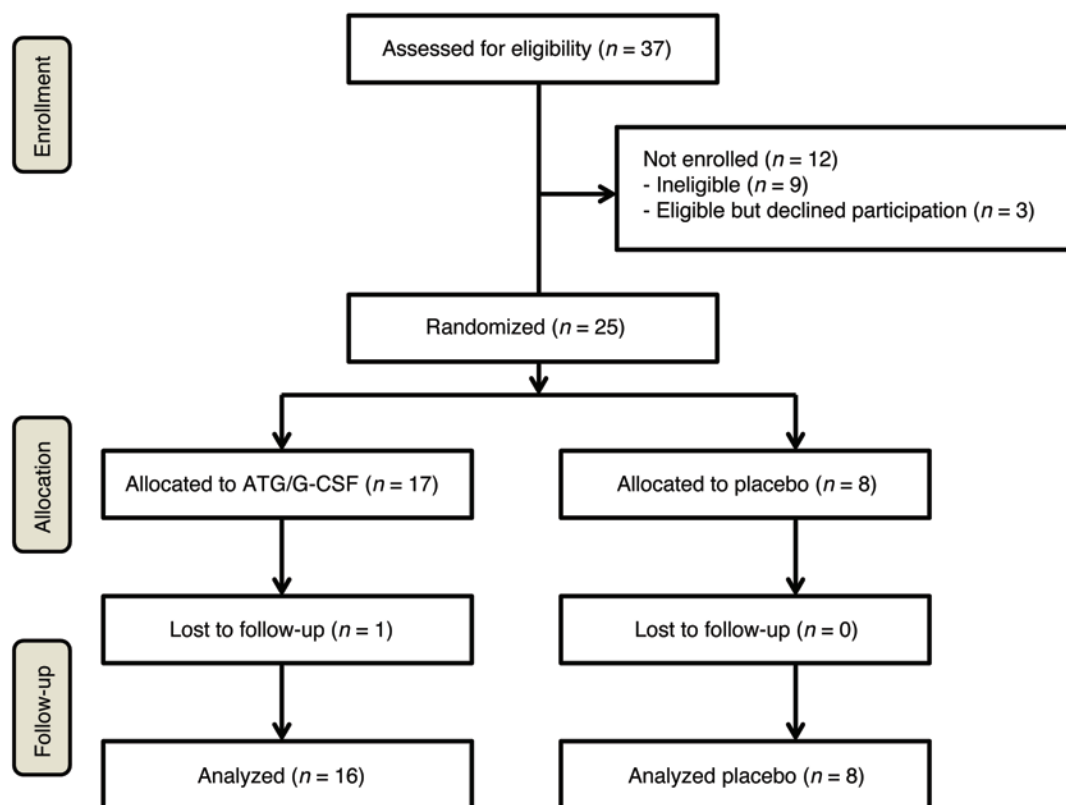 Enrollment
Assessed for eligibility (n = 37)
Not enrolled (n = 12)
- Ineligible (n = 9)
- Eligible but declined participation (n = 3)
Randomized (n = 25)
Allocation
Allocated to ATG/G-CSF (n = 17)
Allocated to placebo (n = 8)
Follow-up
Lost to follow-up (n = 1)
Lost to follow-up (n = 0)
Analyzed (n = 16)
Analyzed placebo (n = 8)